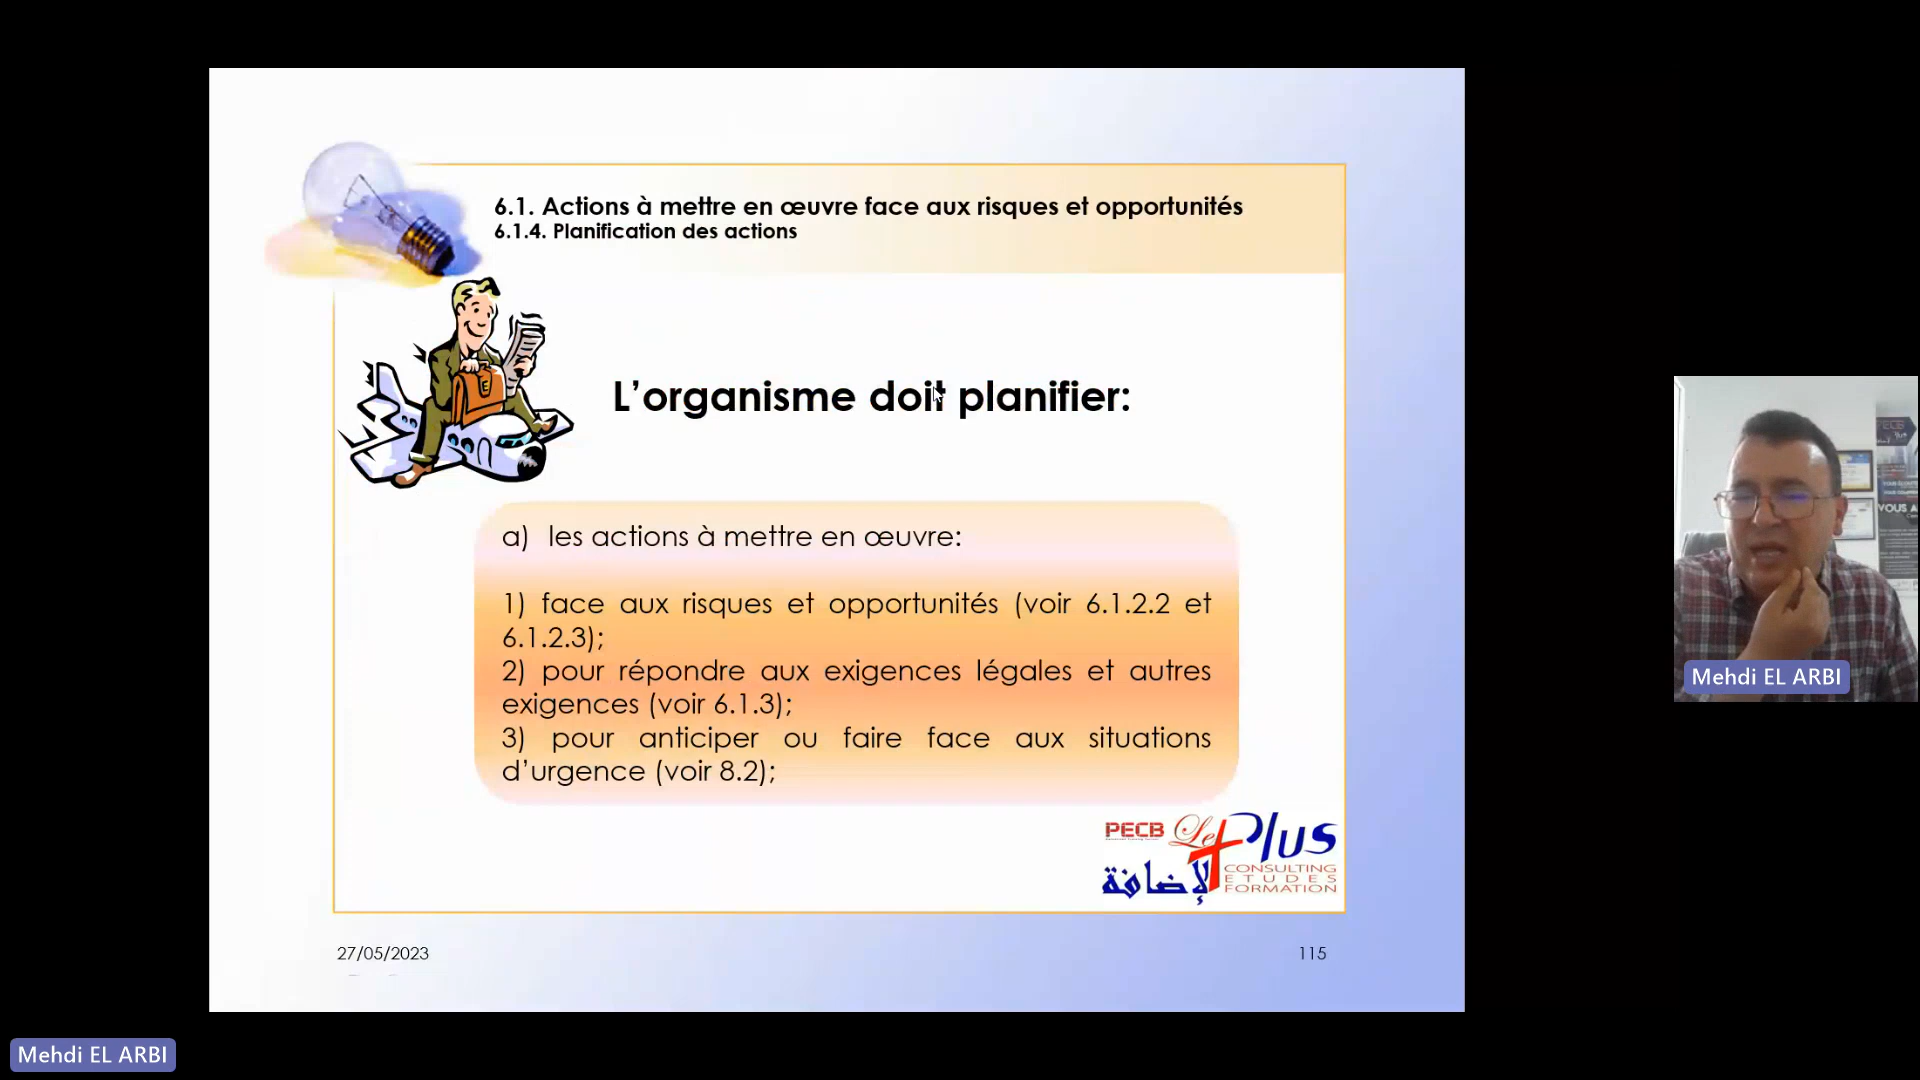 6.1. Actions à mettre en œuvre face aux risques et opportunités
6.1.4. Planification des actions
L’organisme doit planifier:
a) les actions à mettre en œuvre:
1) face aux risques et opportunités (voir 6.1.2.2 et
6.1.2.3);
2) pour répondre aux exigences légales et autres
exigences (voir 6.1.3);
3) pour anticiper ou faire face aux situations
d’urgence (voir 8.2);
PECB Le Plus
الإضافة
CONSULTING
ETUDES
FORMATION
27/05/2023
115
VOUS A
Mehdi EL ARBI
Mehdi EL ARBI